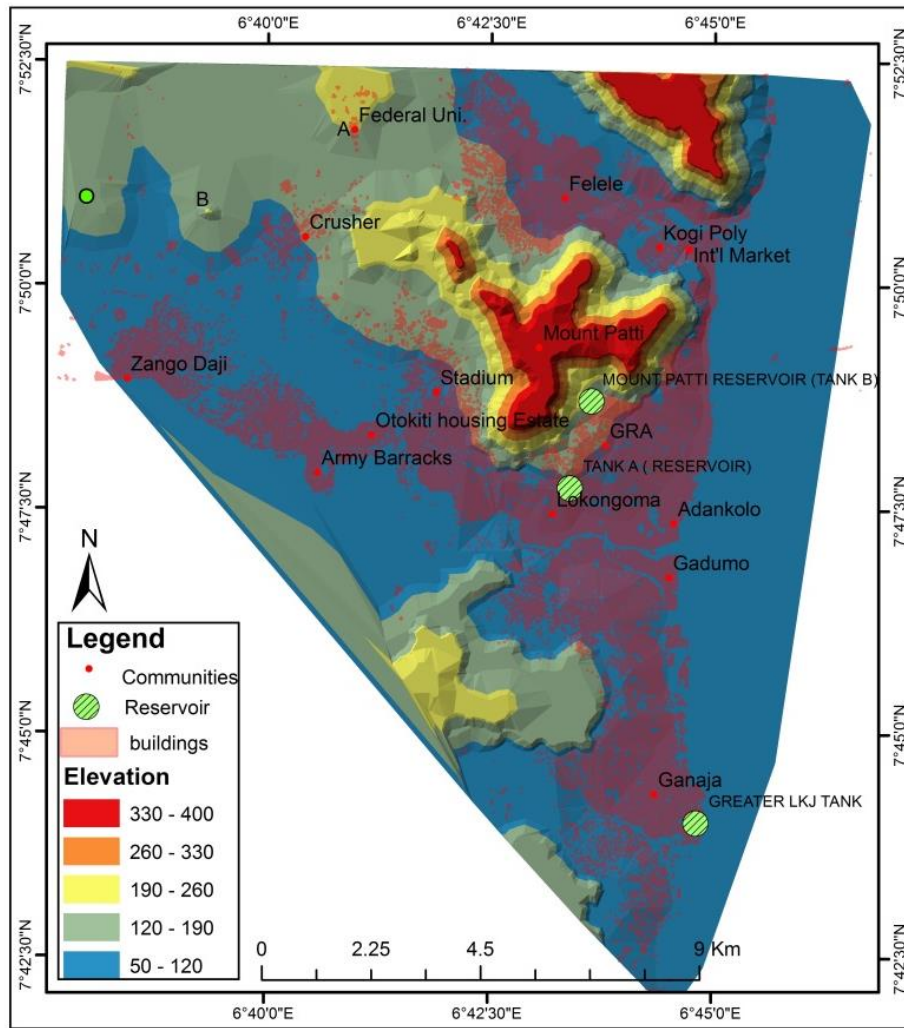 6°40'0"E
6°42'30"E
6°45'0"E
7°52'30"N
7°52'30"N
Federal Uni.
A
Felele
B
Crusher
Kogi Poly
Int'l Market
7°50'0"N
7°50'0"N
Mount Patti
Zango Daji
Stadium
MOUNT PATTI RESERVOIR (TANK B)
Otokiti housing Estate
GRA
Army Barracks
TANK A ( RESERVOIR)
7°47'30"N
7°47'30"N
Lokongoma
Adankolo
Gadumo
N
Legend
Communities
Reservoir
buildings
Elevation
330 - 400
260 - 330
190 - 260
120 - 190
50 - 120
7°45'0"N
7°45'0"N
Ganaja
GREATER LKJ TANK
0
2.25
4.5
9 Km
7°42'30"N
7°42'30"N
6°40'0"E
6°42'30"E
6°45'0"E